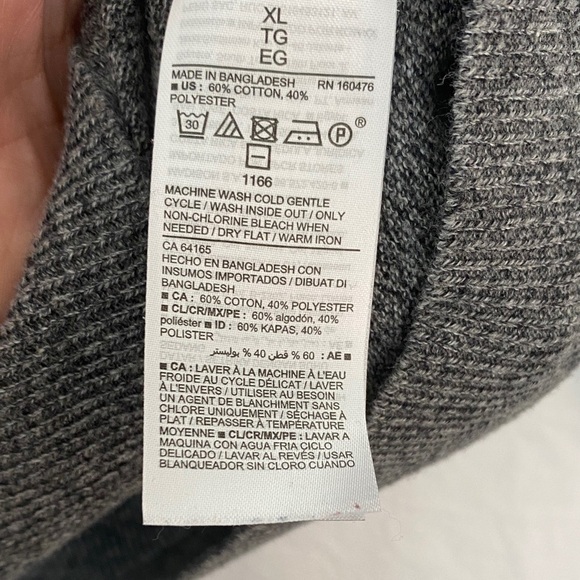 XL
TG
EG
MADE IN BANGLADESH RN 160476
■ US : 60% COTTON, 40%
POLYESTER
30 P ®
1166
MACHINE WASH COLD GENTLE
CYCLE / WASH INSIDE OUT / ONLY
NON-CHLORINE BLEACH WHEN
NEEDED / DRY FLAT / WARM IRON
CA 64165
HECHO EN BANGLADESH CON
INSUMOS IMPORTADOS / DIBUAT DI
BANGLADESH
■ CA : 60% COTON, 40% POLYESTER
■ CL/CR/MX/PE : 60% algodón, 40%
poliéster ■ ID : 60% KAPAS, 40%
POLISTER
■ AE : 60 % قطن 40 % بوليستر
■ CA : LAVER À LA MACHINE À L'EAU
FROIDE AU CYCLE DÉLICAT / LAVER
À L'ENVERS / UTILISER AU BESOIN
UN AGENT DE BLANCHIMENT SANS
CHLORE UNIQUEMENT / SÉCHAGE À
PLAT / REPASSER À TEMPÉRATURE
MOYENNE ■ CL/CR/MX/PE : LAVAR A
MAQUINA CON AGUA FRIA CICLO
DELICADO / LAVAR AL REVÉS / USAR
BLANQUEADOR SIN CLORO CUANDO